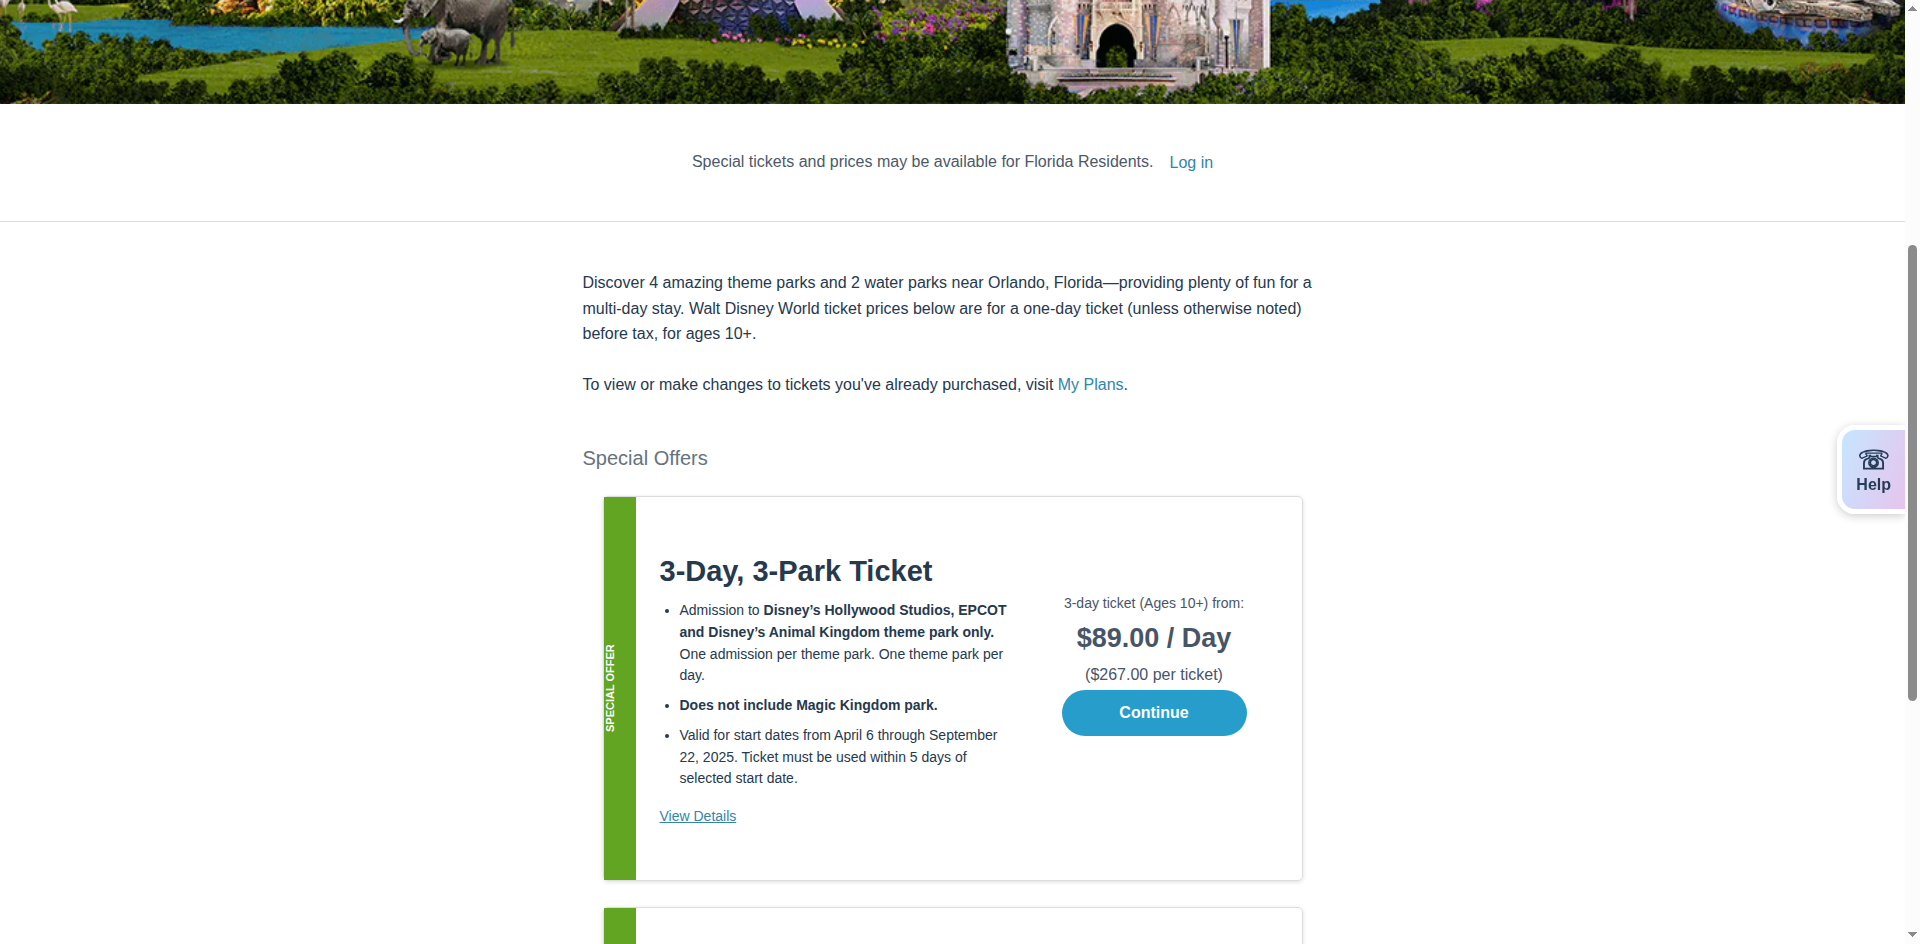 Special tickets and prices may be available for Florida Residents. Log in
Discover 4 amazing theme parks and 2 water parks near Orlando, Florida—providing plenty of fun for a
multi-day stay. Walt Disney World ticket prices below are for a one-day ticket (unless otherwise noted)
before tax, for ages 10+.
To view or make changes to tickets you've already purchased, visit My Plans.
Special Offers
SPECIAL OFFER
3-Day, 3-Park Ticket
Admission to Disney’s Hollywood Studios, EPCOT
and Disney’s Animal Kingdom theme park only.
One admission per theme park. One theme park per
day.
Does not include Magic Kingdom park.
Valid for start dates from April 6 through September
22, 2025. Ticket must be used within 5 days of
selected start date.
View Details
3-day ticket (Ages 10+) from:
$89.00 / Day
($267.00 per ticket)
Continue
Help